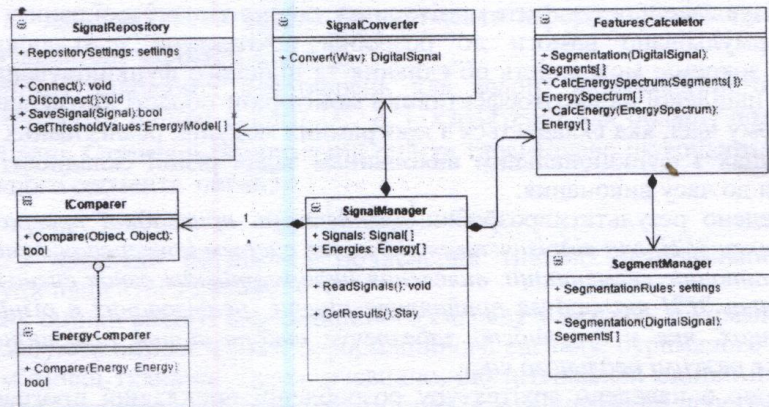 SignalRepository
+ RepositorySettings: settings
+ Connect(): void
+ Disconnect():void
+ SaveSignal(Signal):bool
+ GetThresholdValues:EnergyModel[]
SignalConverter
+ Convert(Wav): DigitalSignal
FeaturesCalculetor
+ Segmentation(DigitalSignal):
Segments[]
+ CalcEnergySpectrum(Segments[]):
EnergySpectrum[]
+ CalcEnergy(EnergySpectrum):
Energy[]
IComparer
+ Compare(Object, Object):
bool
1
SignalManager
+ Signals: Signal[]
+ Energies: Energy[]
+ ReadSignals(): void
+ GetResults():Stay
SegmentManager
+ SegmentationRules: settings
+ Segmentation(DigitalSignal):
Segments[]
EnergyComparer
+ Compare(Energy, Energy)
bool